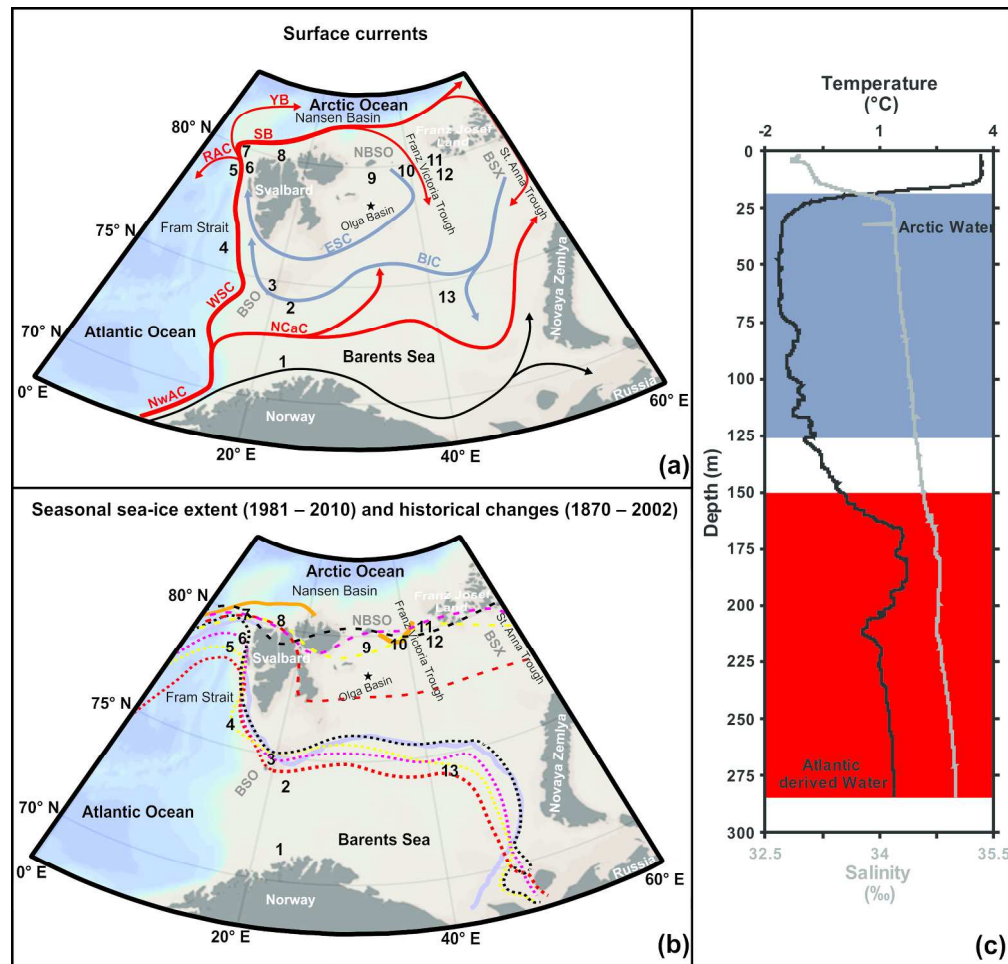 Surface currents
Arctic Ocean
Nansen Basin
YB
80° N
SB
RAC
7
8
5
6
Svalbard
NBSO
9
10
11
12
Franz Josef
Land
BSX
St. Anna Trough
Franz Victoria
Trough
Olga Basin
75° N
Fram Strait
4
ESC
BIC
3
2
13
WSC
BSO
Novaya Zemlya
70° N
Atlantic Ocean
NCaC
Barents Sea
1
0° E
NwAC
Norway
Russia
60° E
20° E
40° E
(a)
Seasonal sea-ice extent (1981 – 2010) and historical changes (1870 – 2002)
Arctic Ocean
Nansen Basin
80° N
7
8
6
5
Svalbard
NBSO
9
10
11
12
Franz Josef
Land
BSX
St. Anna Trough
Franz Victoria
Trough
Olga Basin
75° N
Fram Strait
4
3
2
13
BSO
Novaya Zemlya
70° N
Atlantic Ocean
Barents Sea
1
0° E
Norway
Russia
60° E
20° E
40° E
(b)
Temperature
(°C)
-2
1
4
0
25
50
75
100
125
150
175
200
225
250
275
300
Depth (m)
Arctic Water
Atlantic
derived Water
32.5
34
35.5
Salinity
(‰)
(c)